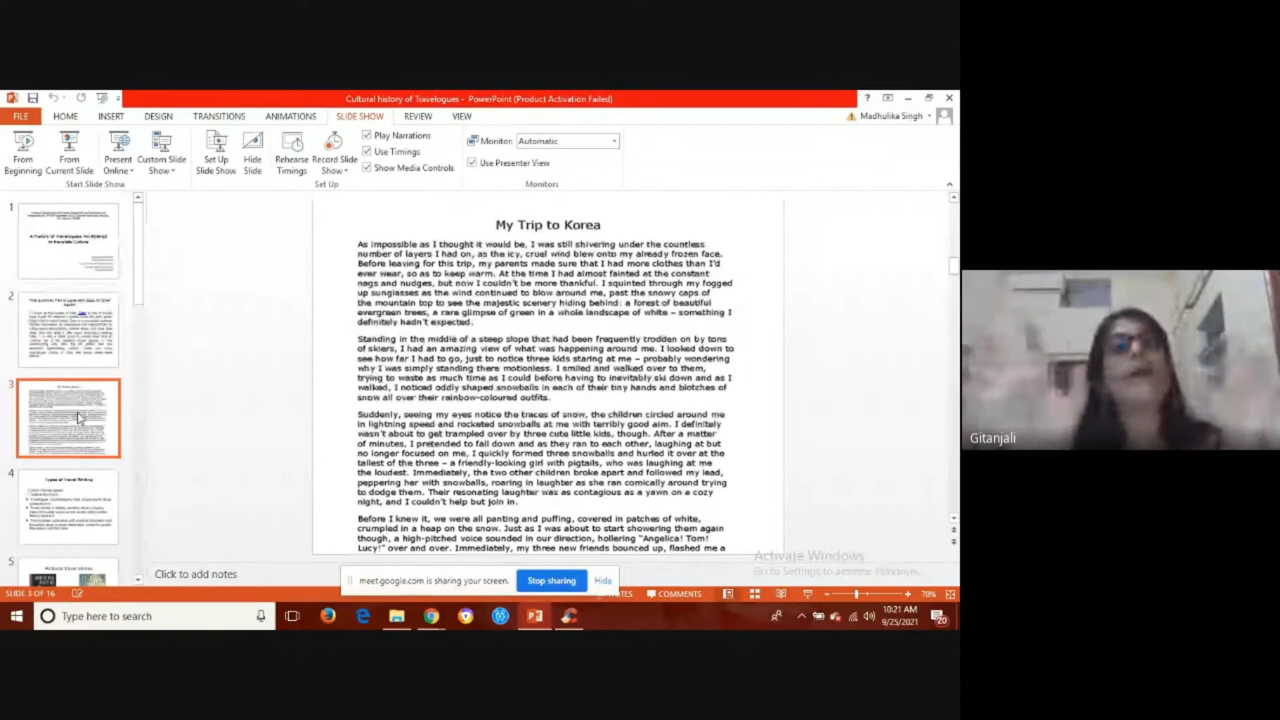 Cultural history of Travelogues - PowerPoint (Product Activation Failed)
FILE HOME INSERT DESIGN TRANSITIONS ANIMATIONS SLIDE SHOW REVIEW VIEW
Madhulika Singh
From Beginning
From Current Slide
Present Online
Custom Slide Show
Set Up Slide Show
Hide Slide
Rehearse Timings
Record Slide Show
Play Narrations
Use Timings
Show Media Controls
Monitor: Automatic
Use Presenter View
Start Slide Show
Set Up
Monitors
1
2
3
4
Types of Travel Writing
5
My Trip to Korea
As impossible as I thought it would be, I was still shivering under the countless
number of layers I had on, as the icy, cruel wind blew onto my already frozen face.
Before leaving for this trip, my parents made sure that I had more clothes than I'd
ever wear, so as to keep warm. At the time I had almost fainted at the constant
nags and nudges, but now I couldn't be more thankful. I squinted through my fogged
up sunglasses as the wind continued to blow around me, past the snowy caps of
the mountain top to see the majestic scenery hiding behind: a forest of beautiful
evergreen trees, a rare glimpse of green in a whole landscape of white – something I
definitely hadn't expected.
Standing in the middle of a steep slope that had been frequently trodden on by tons
of skiers, I had an amazing view of what was happening around me. I looked down to
see how far I had to go, just to notice three kids staring at me – probably wondering
why I was simply standing there motionless. I smiled and walked over to them,
trying to waste as much time as I could before having to inevitably ski down and as I
walked, I noticed oddly shaped snowballs in each of their tiny hands and blotches of
snow all over their rainbow-coloured outfits.
Suddenly, seeing my eyes notice the traces of snow, the children circled around me
in lightning speed and rocketed snowballs at me with terribly good aim. I definitely
wasn't about to get trampled over by three cute little kids, though. After a matter
of minutes, I pretended to fall down and as they ran to each other, laughing at but
no longer focused on me, I quickly formed three snowballs and hurled it over at the
tallest of the three – a friendly-looking girl with pigtails, who was laughing at me
the loudest. Immediately, the two other children broke apart and followed my lead,
peppering her with snowballs, roaring in laughter as she ran comically around trying
to dodge them. Their resonating laughter was as contagious as a yawn on a cozy
night, and I couldn't help but join in.
Before I knew it, we were all panting and puffing, covered in patches of white,
crumpled in a heap on the snow. Just as I was about to start showering them again
though, a high-pitched voice sounded in our direction, hollering "Angelica! Tom!
Lucy!" over and over. Immediately, my three new friends bounced up, flashed me a
Gitanjali
Activate Windows
Go to Settings to activate Windows.
Click to add notes
meet.google.com is sharing your screen.
Stop sharing
Hide
SLIDE 3 OF 16
NOTES
COMMENTS
70%
Type here to search
10:21 AM
9/25/2021
20